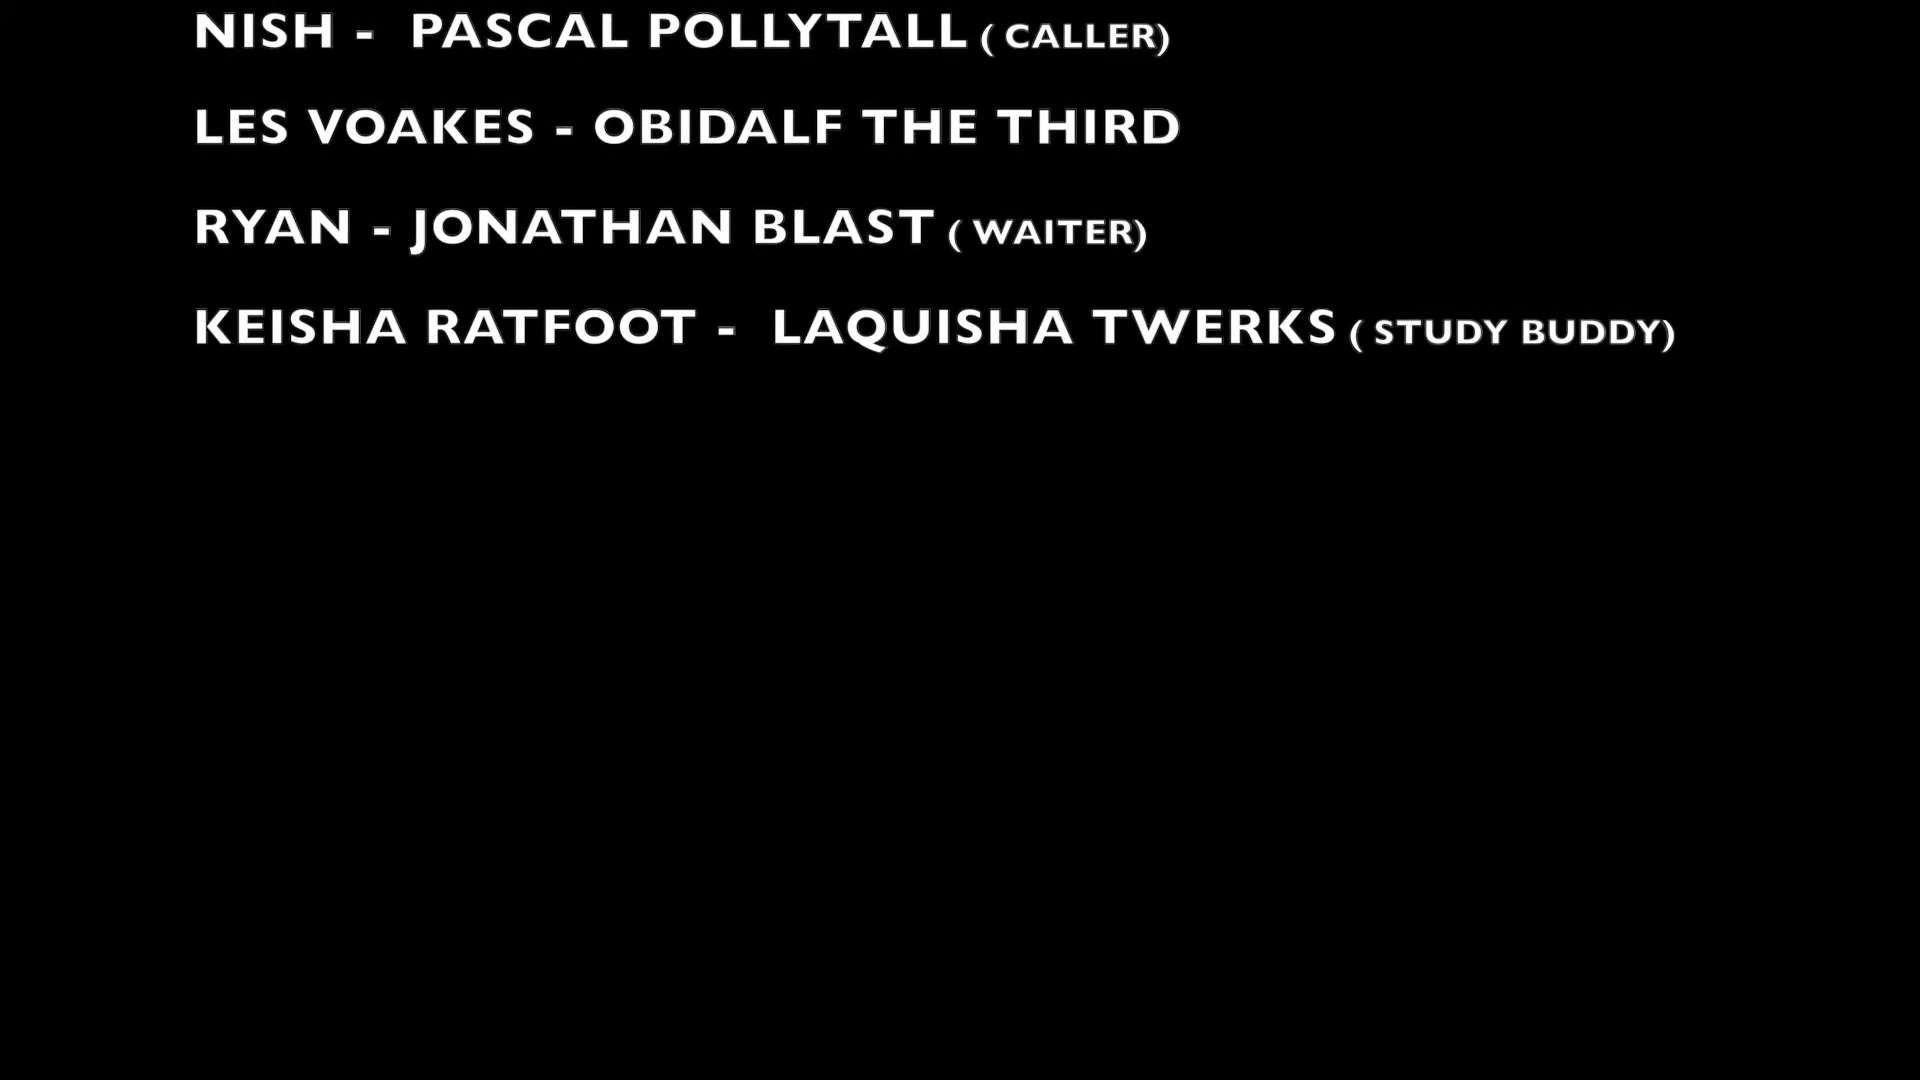 NISH -  PASCAL POLLYTALL ( CALLER)
LES VOAKES - OBIDALF THE THIRD
RYAN - JONATHAN BLAST ( WAITER)
KEISHA RATFOOT -  LAQUISHA TWERKS ( STUDY BUDDY)